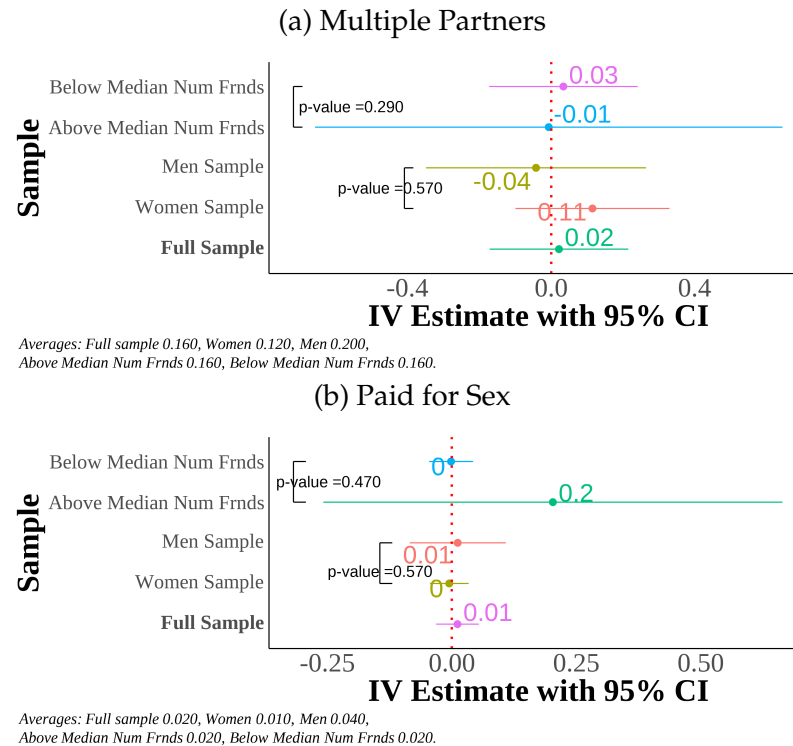 (a) Multiple Partners
Below Median Num Frnds
0.03
p-value =0.290
Above Median Num Frnds
-0.01
Men Sample
-0.04
p-value =0.570
Women Sample
0.11
Full Sample
0.02
Sample
-0.4 0.0 0.4
IV Estimate with 95% CI
Averages: Full sample 0.160, Women 0.120, Men 0.200,
Above Median Num Frnds 0.160, Below Median Num Frnds 0.160.
(b) Paid for Sex
Below Median Num Frnds
0
p-value =0.470
Above Median Num Frnds
0.2
Men Sample
0.01
p-value =0.570
Women Sample
0
Full Sample
0.01
Sample
-0.25 0.00 0.25 0.50
IV Estimate with 95% CI
Averages: Full sample 0.020, Women 0.010, Men 0.040,
Above Median Num Frnds 0.020, Below Median Num Frnds 0.020.